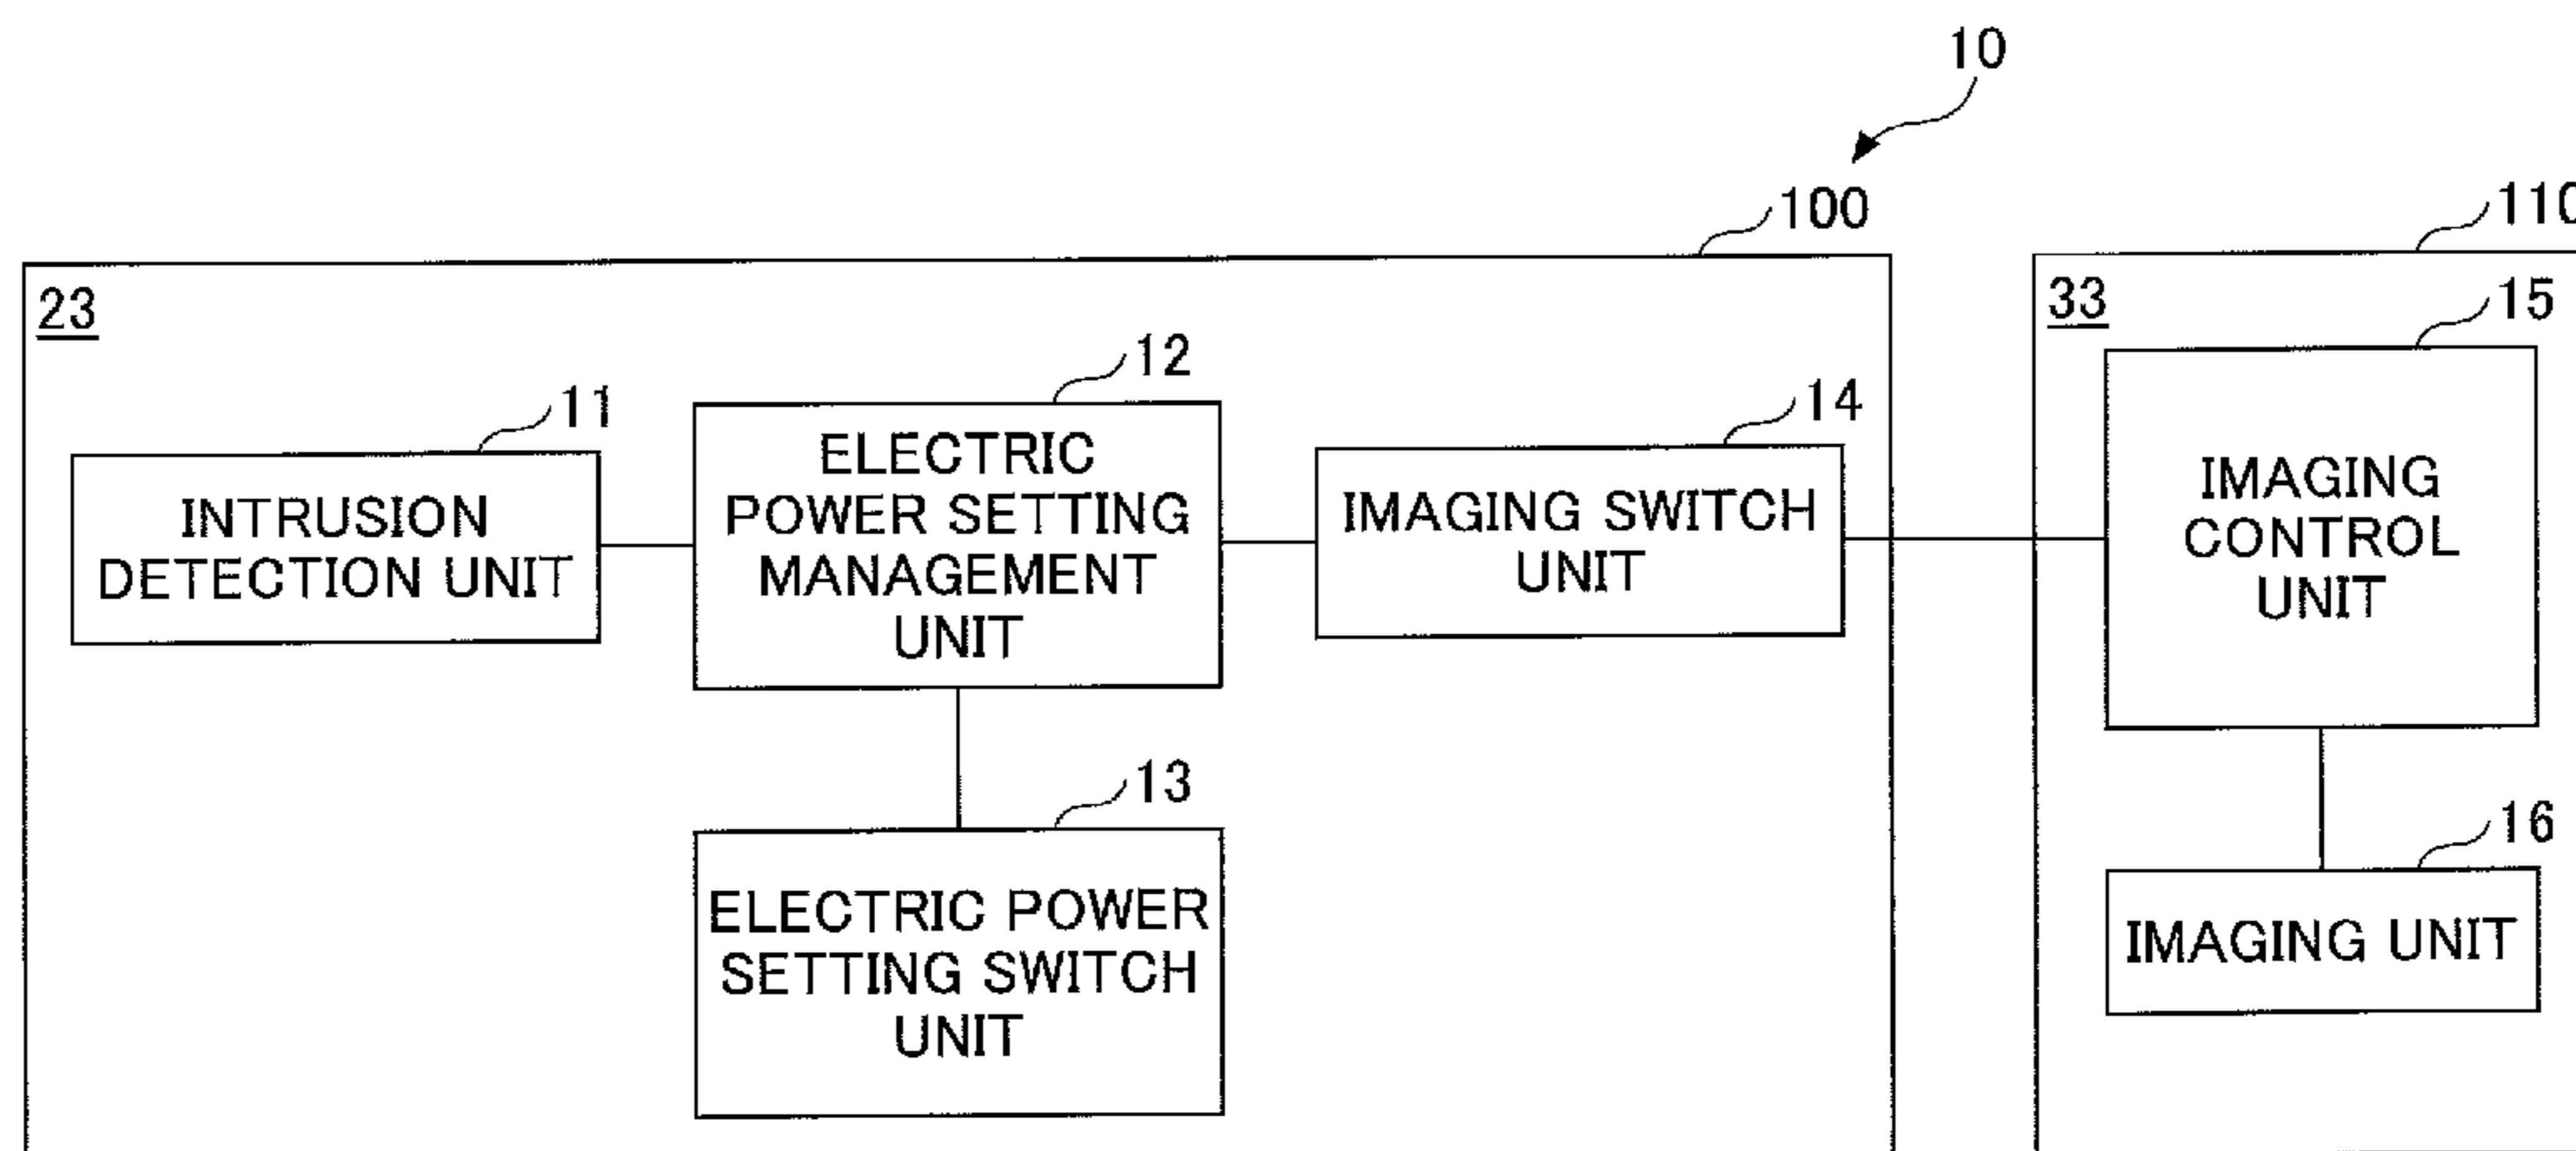 10
100
110
23
33
15
12
11
14
ELECTRIC
POWER SETTING
MANAGEMENT
UNIT
INTRUSION
DETECTION UNIT
IMAGING SWITCH
UNIT
IMAGING
CONTROL
UNIT
13
16
ELECTRIC POWER
SETTING SWITCH
UNIT
IMAGING UNIT